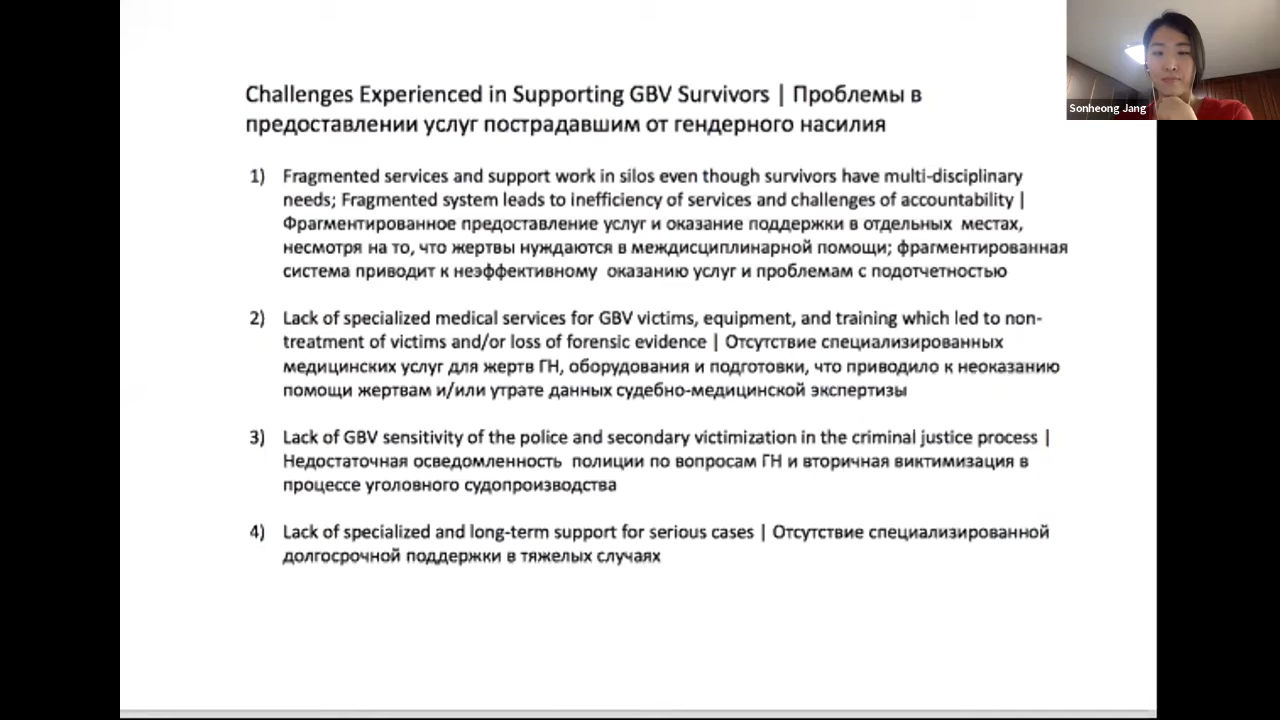 Challenges Experienced in Supporting GBV Survivors | Проблемы в
предоставлении услуг пострадавшим от гендерного насилия
1) Fragmented services and support work in silos even though survivors have multi-disciplinary
needs; Fragmented system leads to inefficiency of services and challenges of accountability |
Фрагментированное предоставление услуг и оказание поддержки в отдельных местах,
несмотря на то, что жертвы нуждаются в междисциплинарной помощи; фрагментированная
система приводит к неэффективному оказанию услуг и проблемам с подотчетностью
2) Lack of specialized medical services for GBV victims, equipment, and training which led to non-
treatment of victims and/or loss of forensic evidence | Отсутствие специализированных
медицинских услуг для жертв ГН, оборудования и подготовки, что приводило к неоказанию
помощи жертвам и/или утрате данных судебно-медицинской экспертизы
3) Lack of GBV sensitivity of the police and secondary victimization in the criminal justice process |
Недостаточная осведомленность полиции по вопросам ГН и вторичная виктимизация в
процессе уголовного судопроизводства
4) Lack of specialized and long-term support for serious cases | Отсутствие специализированной
долгосрочной поддержки в тяжелых случаях
Sonheong Jang